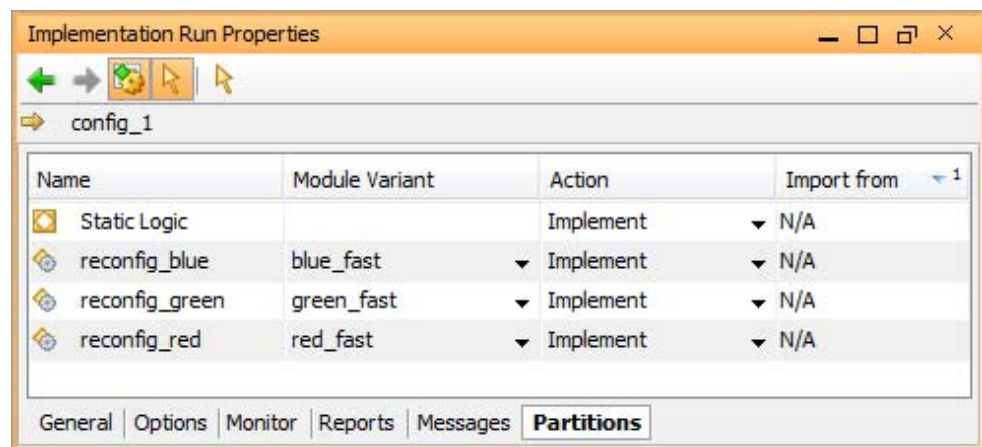 Implementation Run Properties
config_1
Name Module Variant Action Import from 1
Static Logic Implement N/A
reconfig_blue blue_fast Implement N/A
reconfig_green green_fast Implement N/A
reconfig_red red_fast Implement N/A
General Options Monitor Reports Messages Partitions